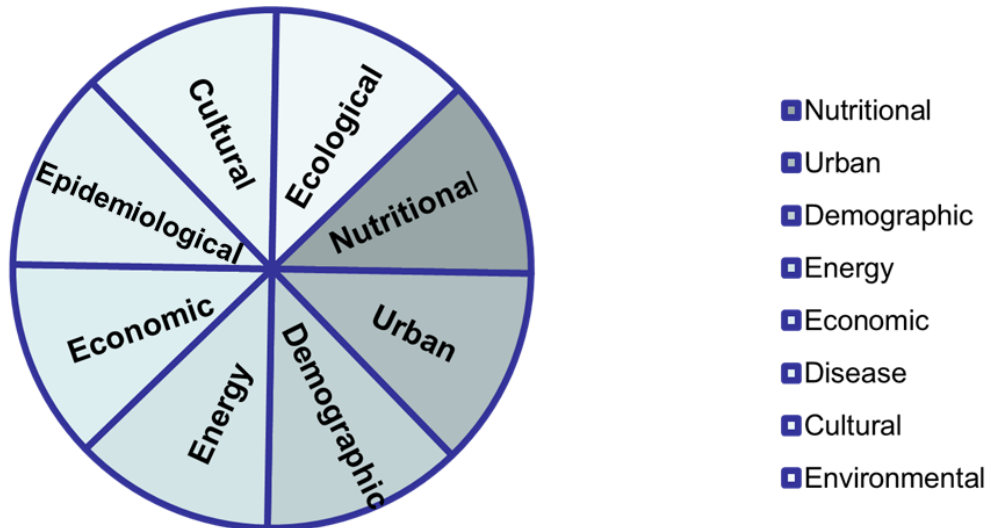 Cultural
Ecological
Epidemiological
Nutritional
Economic
Urban
Energy
Demographic
Nutritional
Urban
Demographic
Energy
Economic
Disease
Cultural
Environmental